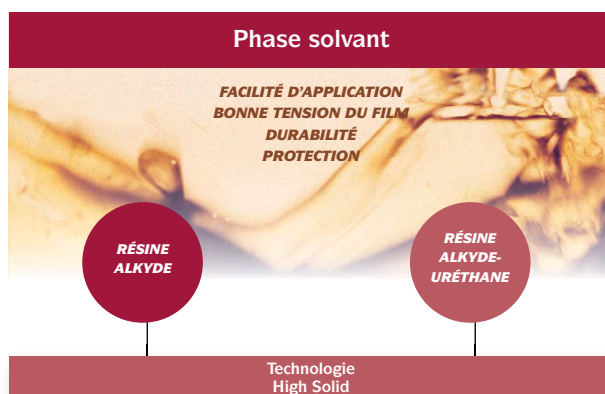 Phase solvant
FACILITÉ D'APPLICATION
BONNE TENSION DU FILM
DURABILITÉ
PROTECTION
RÉSINE
ALKYDE
RÉSINE
ALKYDE-
URÉTHANE
Technologie
High Solid